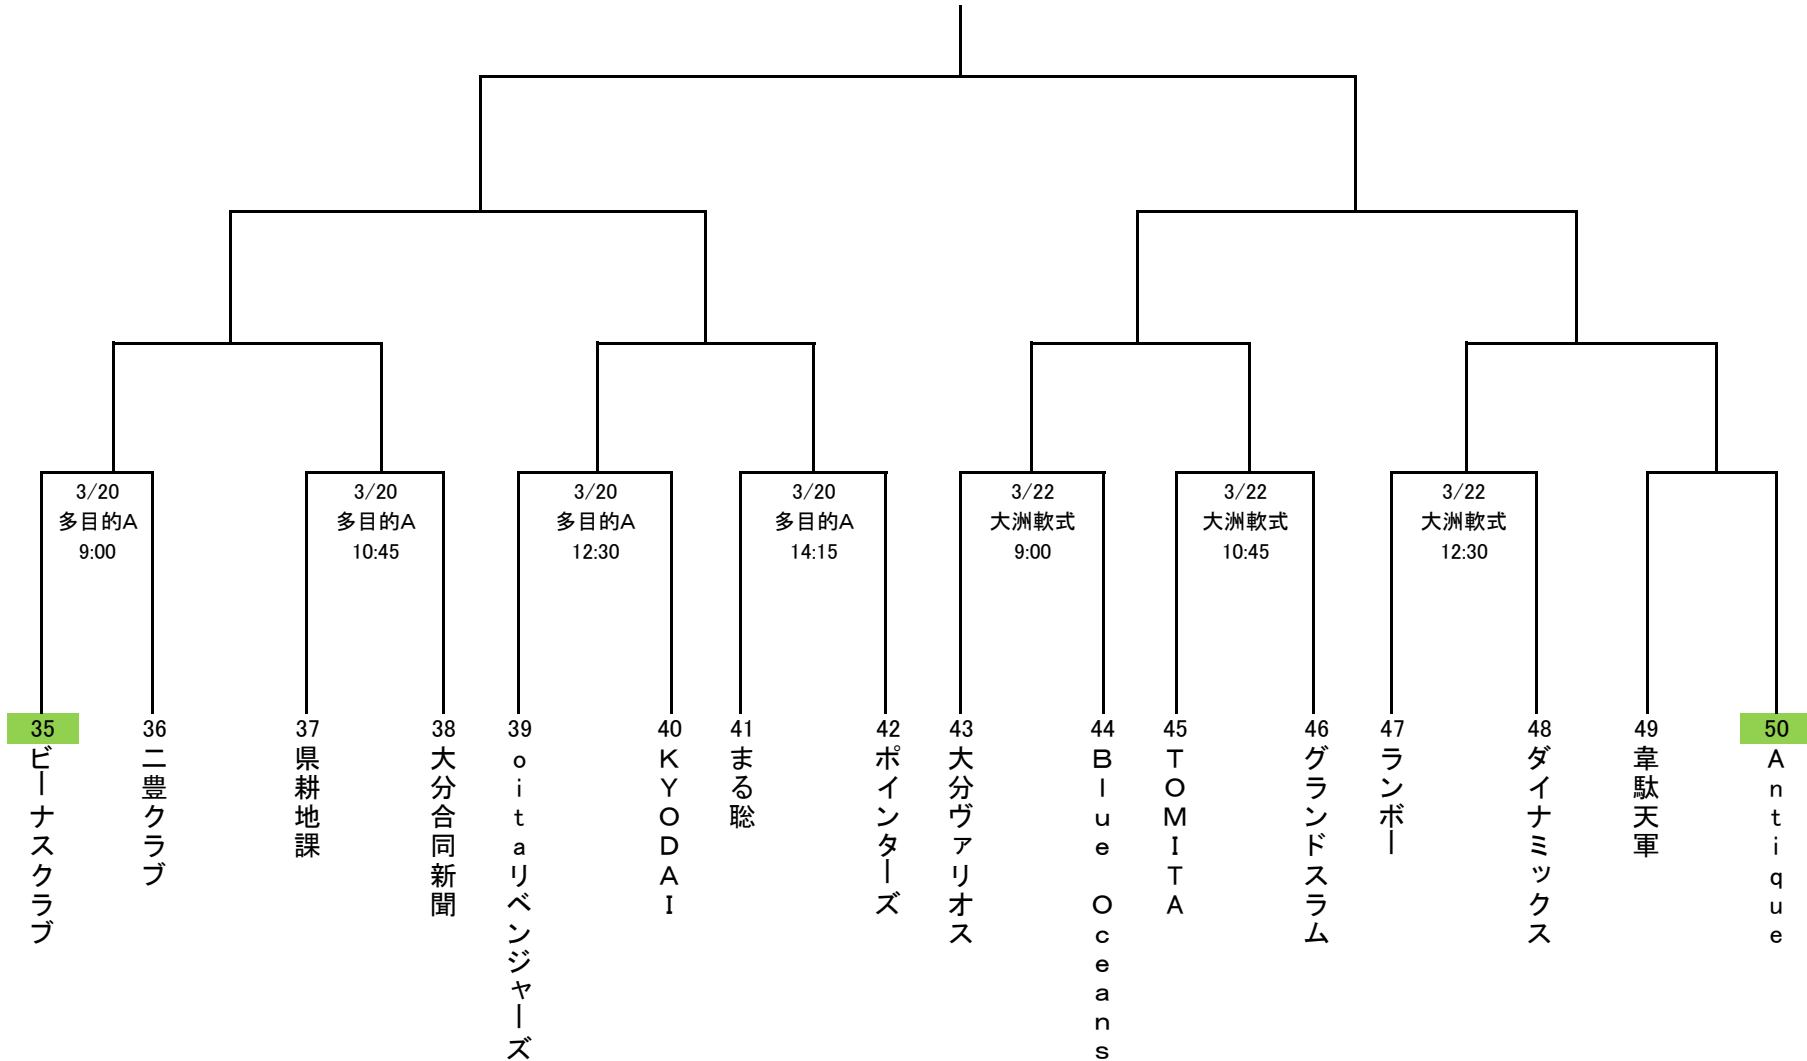 3/20
多目的A
9:00
3/20
多目的A
10:45
3/20
多目的A
12:30
3/20
多目的A
14:15
3/22
大洲軟式
9:00
3/22
大洲軟式
10:45
3/22
大洲軟式
12:30
35
ビーナスクラブ
36
二豊クラブ
37
県耕地課
38
大分合同新聞
39
oitaリベンジャーズ
40
KYODAI
41
まる聡
42
ポインターズ
43
大分ヴァリオス
44
Blue Oceans
45
TOMITA
46
グランドスラム
47
ランボー
48
ダイナミックス
49
韋駄天軍
50
Antique